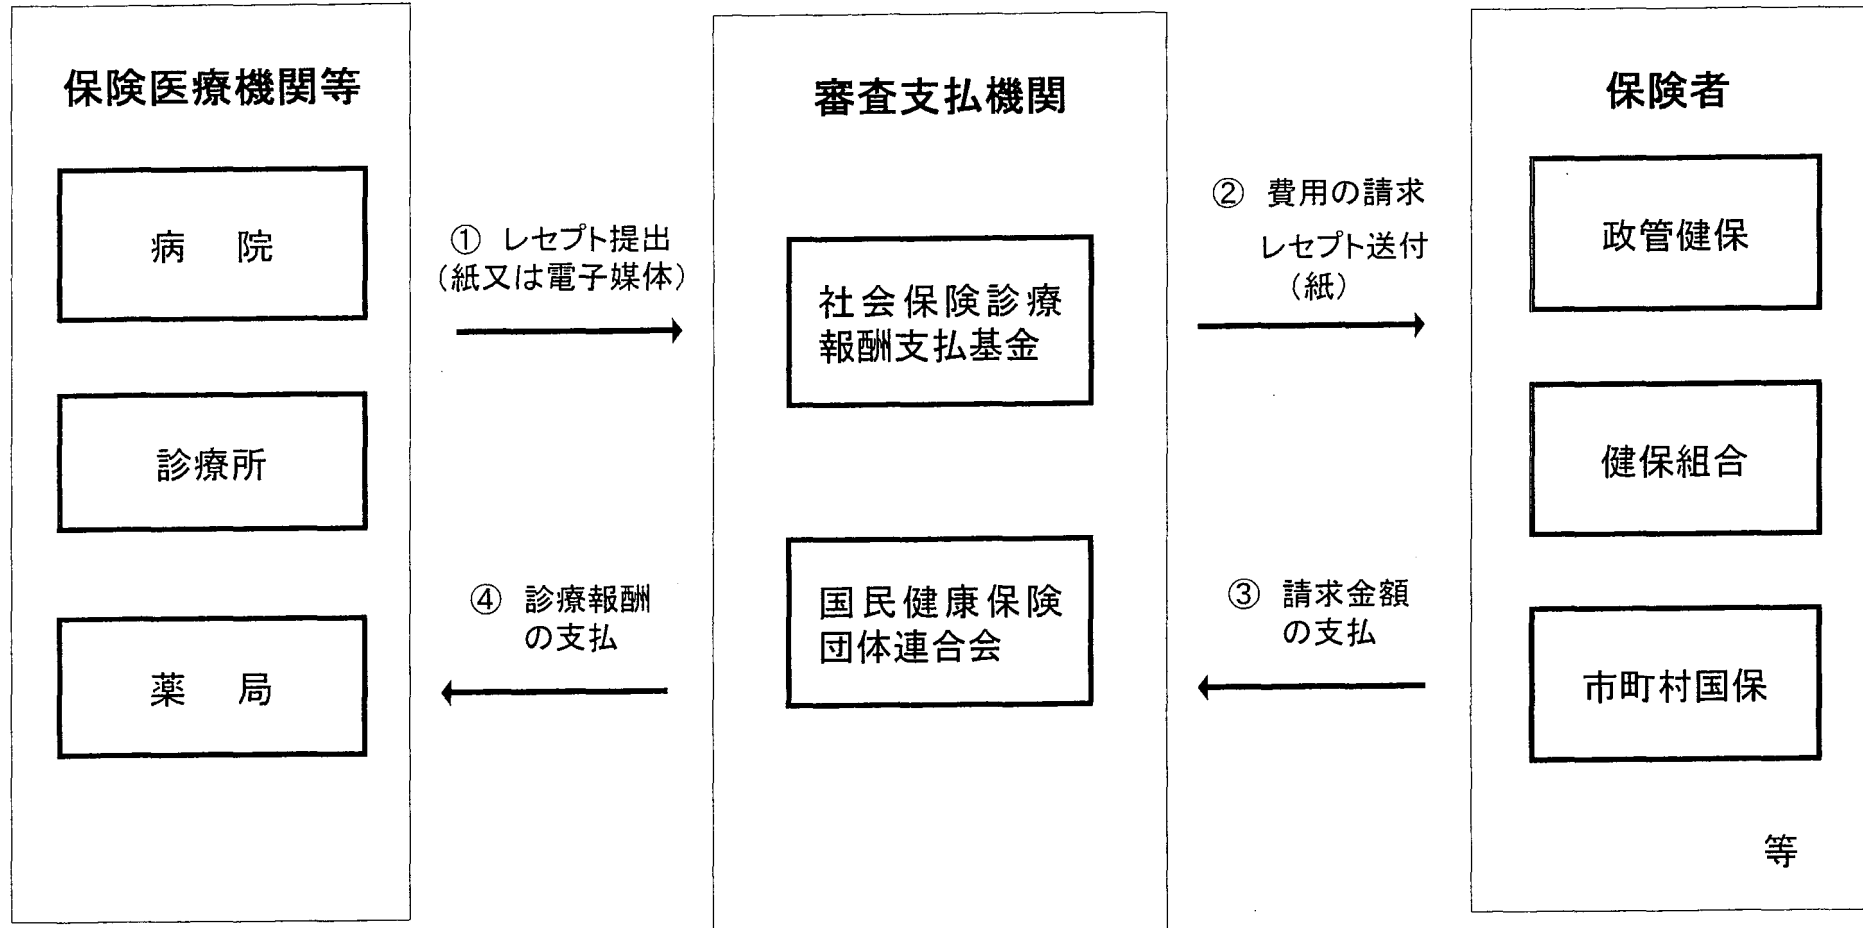 保険医療機関等
病 院
診療所
薬 局
① レセプト提出
(紙又は電子媒体)
④ 診療報酬
の支払
審査支払機関
社会保険診療
報酬支払基金
国民健康保険
団体連合会
② 費用の請求
レセプト送付
(紙)
③ 請求金額
の支払
保険者
政管健保
健保組合
市町村国保
等